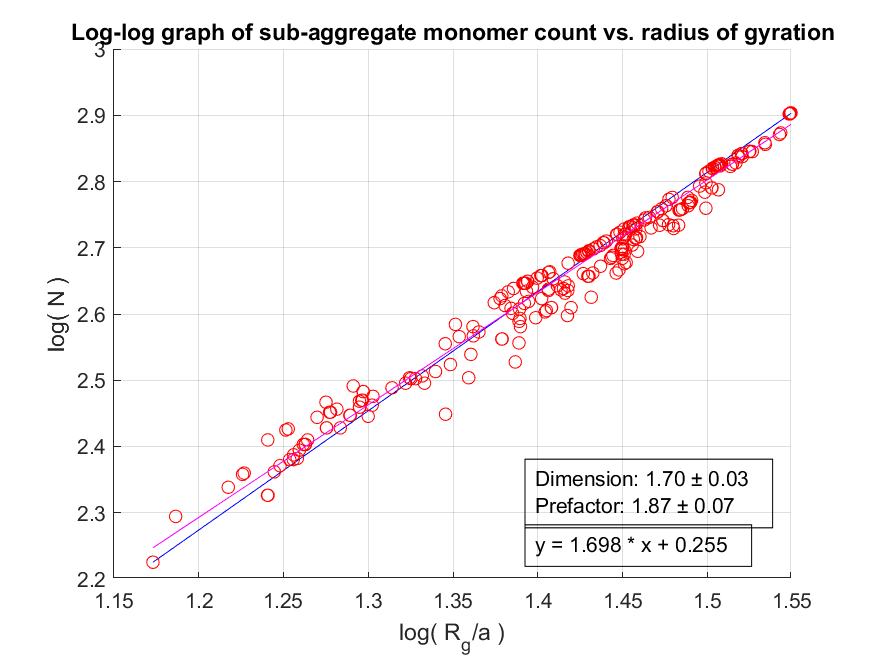 Log-log graph of sub-aggregate monomer count vs. radius of gyration
3
2.9
2.8
2.7
2.6
2.5
2.4
2.3
2.2
log( N )
Dimension: 1.70 ± 0.03
Prefactor: 1.87 ± 0.07
y = 1.698 * x + 0.255
1.15 1.2 1.25 1.3 1.35 1.4 1.45 1.5 1.55
log( R_g/a )